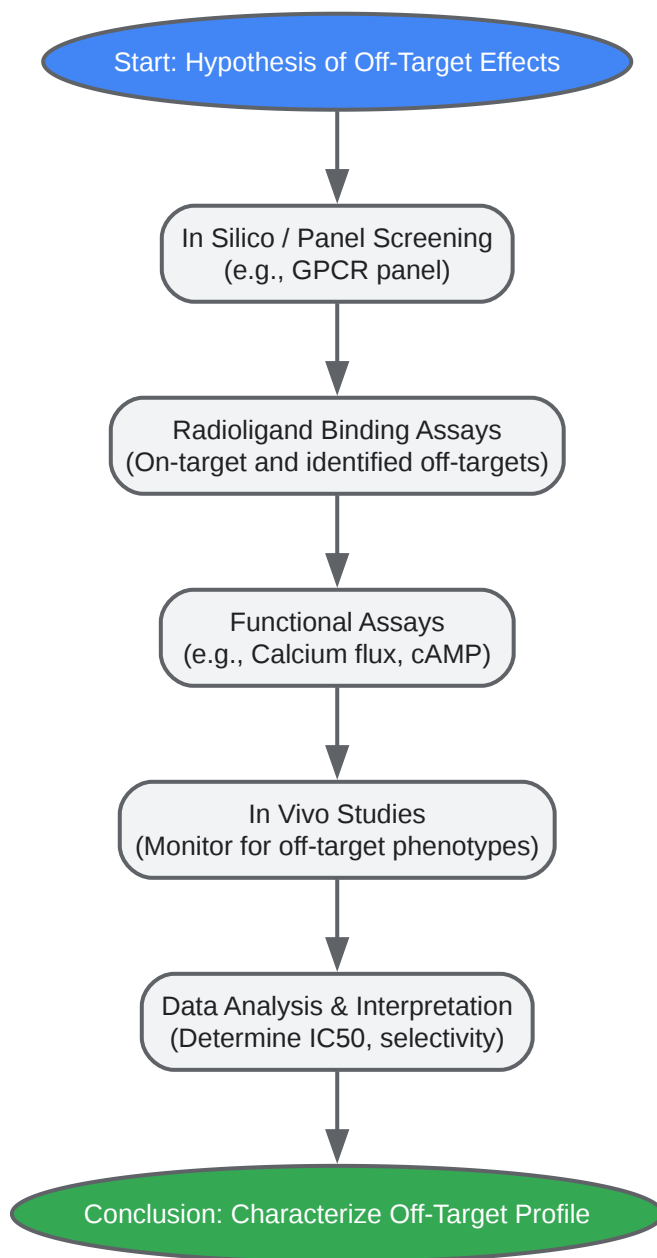 Start: Hypothesis of Off-Target Effects
In Silico / Panel Screening
(e.g., GPCR panel)
Radioligand Binding Assays
(On-target and identified off-targets)
Functional Assays
(e.g., Calcium flux, cAMP)
In Vivo Studies
(Monitor for off-target phenotypes)
Data Analysis & Interpretation
(Determine IC50, selectivity)
Conclusion: Characterize Off-Target Profile